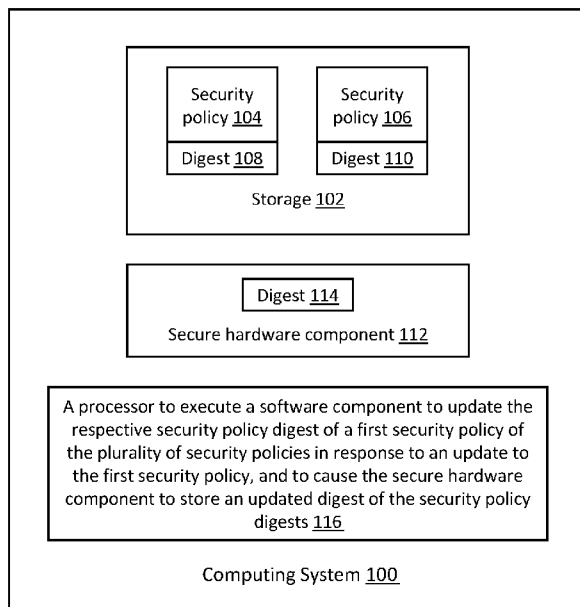 Security
policy 104
Digest 108
Security
policy 106
Digest 110
Storage 102
Digest 114
Secure hardware component 112
A processor to execute a software component to update the
respective security policy digest of a first security policy of
the plurality of security policies in response to an update to
the first security policy, and to cause the secure hardware
component to store an updated digest of the security policy
digests 116
Computing System 100